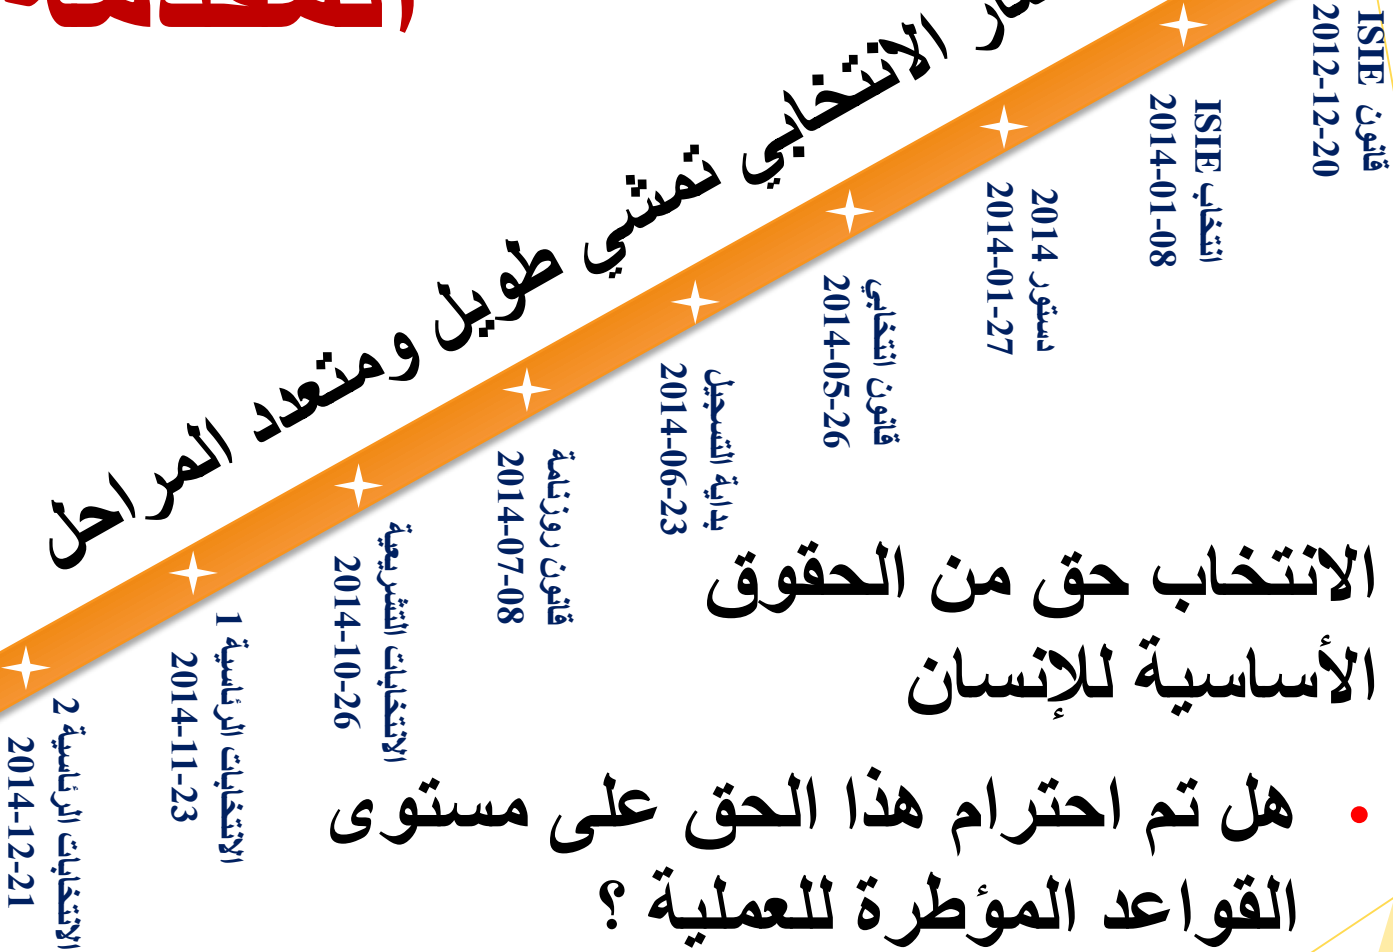 الانتخابي تمشي طويل ومتعدد المراحل
قانون ISIE
2012-12-20
انتخاب ISIE
2014-01-08
دستور 2014
2014-01-27
قانون انتخابي
2014-05-26
بداية التسجيل
2014-06-23
قانون روزنامة
2014-07-08
الانتخابات التشريعية
2014-10-26
الانتخابات الرئاسية 1
2014-11-23
الانتخابات الرئاسية 2
2014-12-21
الانتخاب حق من الحقوق
الأساسية للإنسان
• هل تم احترام هذا الحق على مستوى
القواعد المؤطرة للعملية ؟